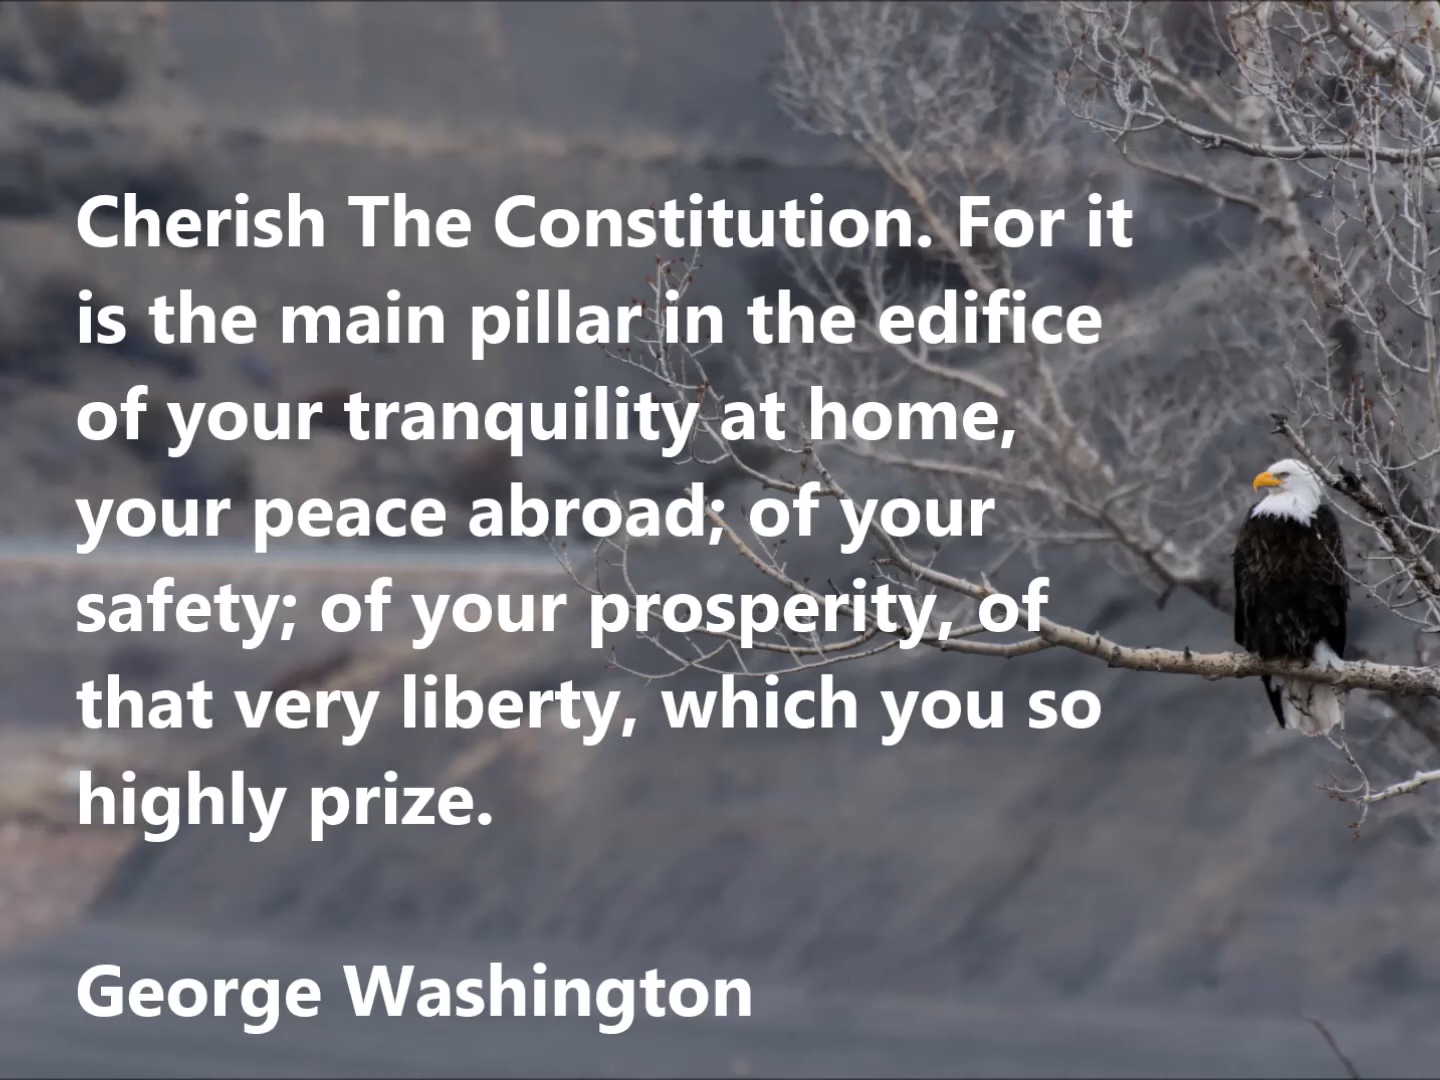 Cherish The Constitution. For it
is the main pillar in the edifice
of your tranquility at home,
your peace abroad; of your
safety; of your prosperity, of
that very liberty, which you so
highly prize.
George Washington